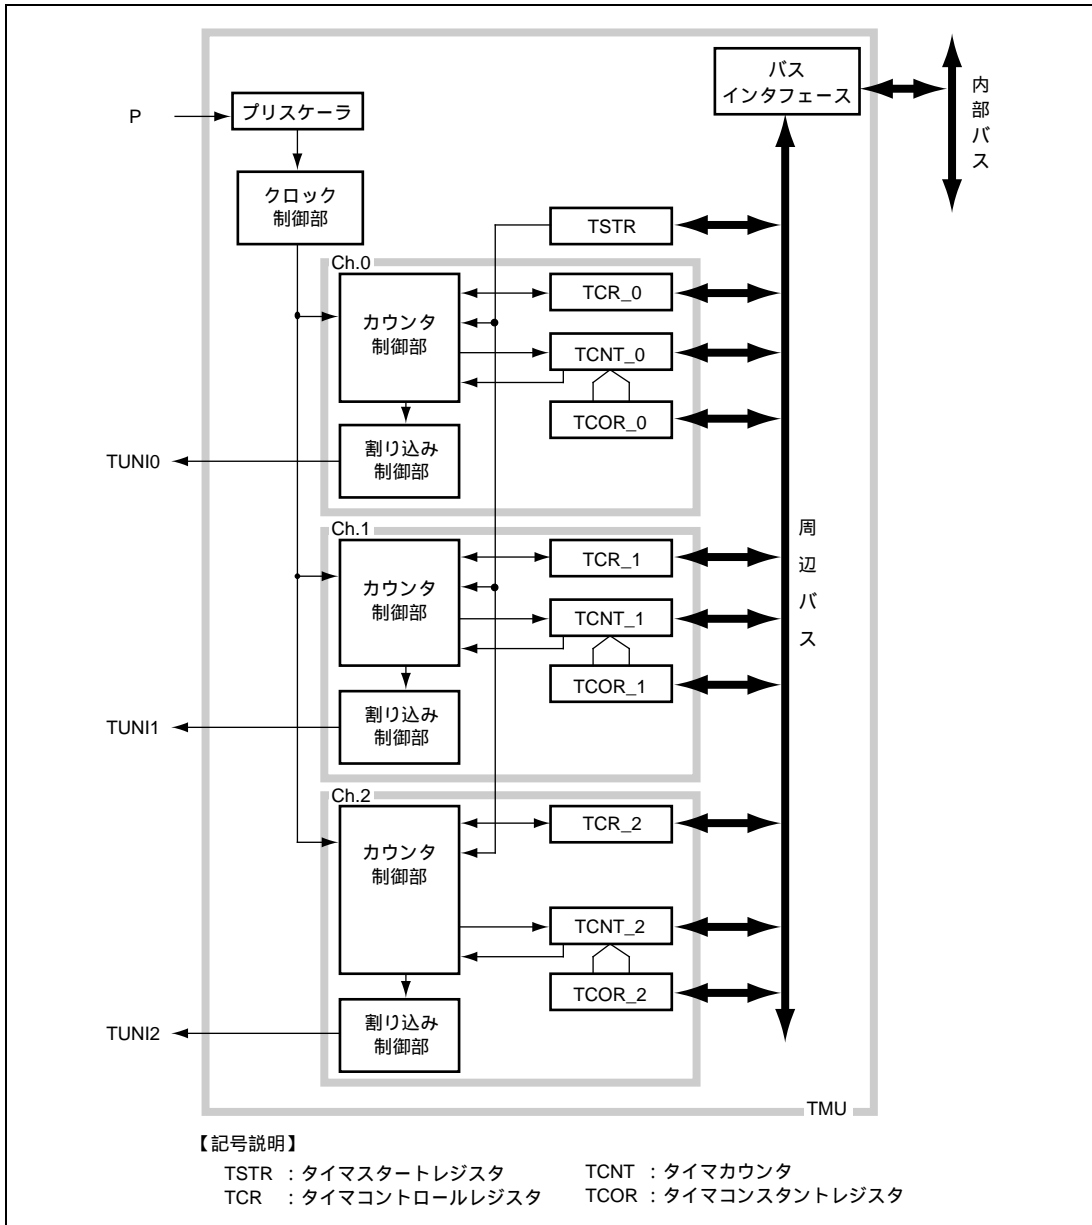 バス
インタフェース
内部バス
P
プリスケーラ
クロック
制御部
TSTR
Ch.0
カウンタ
制御部
TCR_0
TCNT_0
TCOR_0
割り込み
制御部
TUNI0
Ch.1
カウンタ
制御部
TCR_1
TCNT_1
TCOR_1
割り込み
制御部
TUNI1
周辺バス
Ch.2
カウンタ
制御部
TCR_2
TCNT_2
TCOR_2
割り込み
制御部
TUNI2
TMU
【記号説明】
TSTR ：タイマスタートレジスタ
TCNT ：タイマカウンタ
TCR ：タイマコントロールレジスタ
TCOR ：タイマコンスタントレジスタ